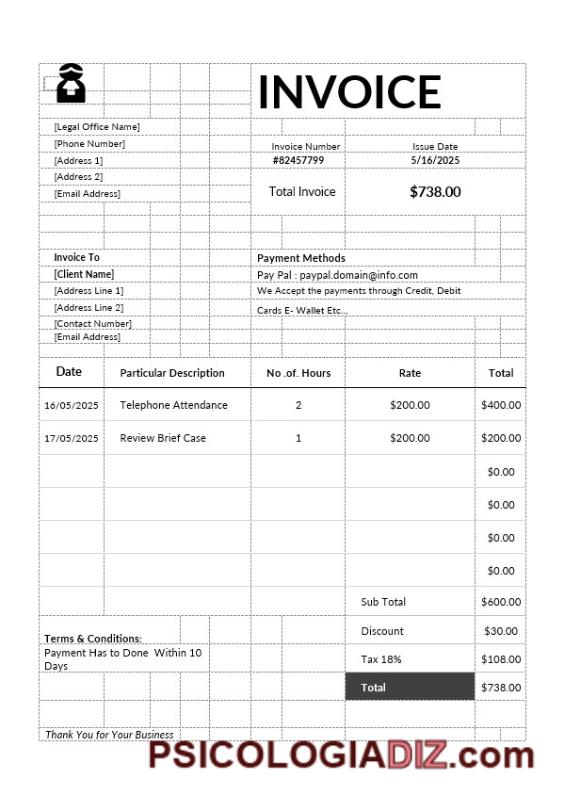 INVOICE
[Legal Office Name]
[Phone Number]
Invoice Number Issue Date
[Address 1]
#82457799 5/16/2025
[Address 2]
Total Invoice $738.00
[Email Address]
Invoice To
Payment Methods
[Client Name]
Pay Pal : paypal.domain@info.com
[Address Line 1]
We Accept the payments through Credit, Debit
[Address Line 2]
Cards E- Wallet Etc...
[Contact Number]
[Email Address]
Date Particular Description No .of. Hours Rate Total
16/05/2025 Telephone Attendance 2 $200.00 $400.00
17/05/2025 Review Brief Case 1 $200.00 $200.00
$0.00
$0.00
$0.00
$0.00
Sub Total $600.00
Discount $30.00
Terms & Conditions:
Payment Has to Done Within 10
Days
Tax 18% $108.00
Total $738.00
Thank You for Your Business
PSICOLOGIADIZ.com